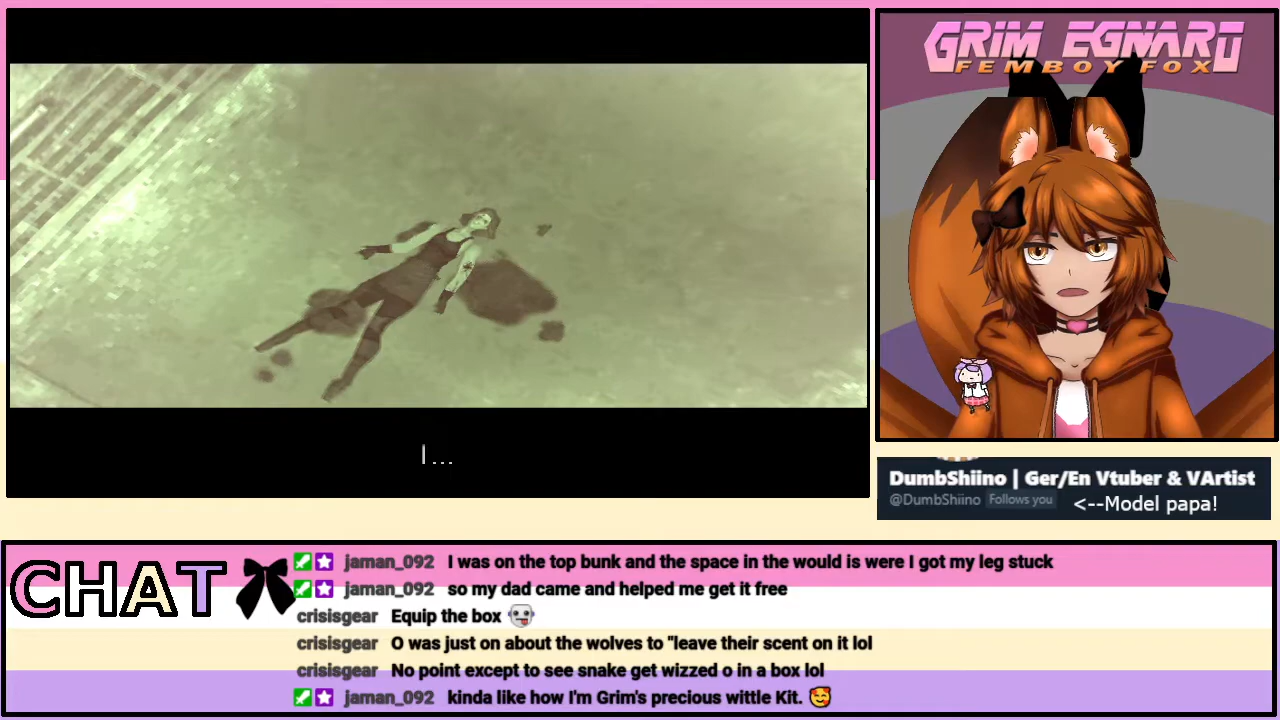 GRIM EGNART
FEMBOY FOX
I...
DumbShiino | Ger/En Vtuber & VArtist
@DumbShiino Follows you <--Model papa!
CHAT
jaman_092 I was on the top bunk and the space in the would is were I got my leg stuck
jaman_092 so my dad came and helped me get it free
crisisgear Equip the box
crisisgear O was just on about the wolves to "leave their scent on it lol
crisisgear No point except to see snake get wizzed o in a box lol
jaman_092 kinda like how I'm Grim's precious wittle Kit.